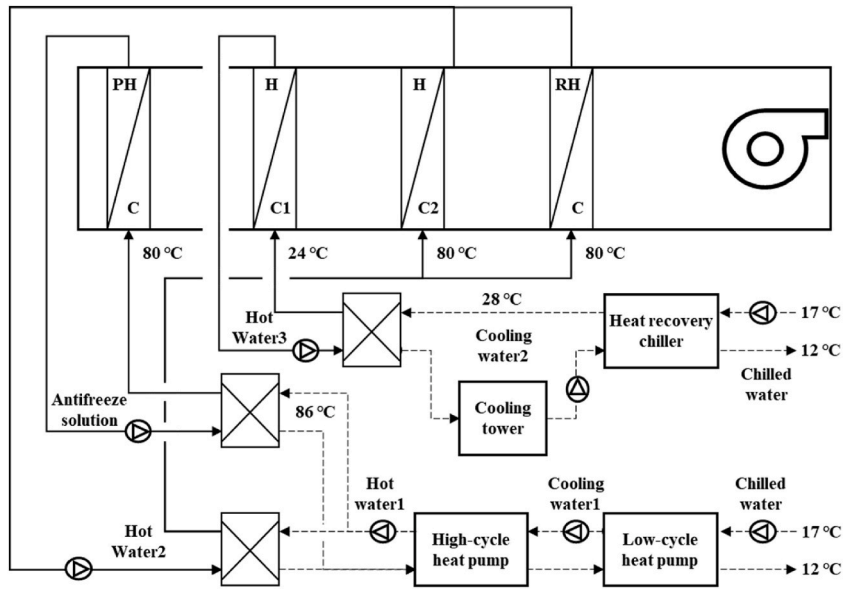 PH
H
H
RH
C
C1
C2
C
80 °C
24 °C
80 °C
80 °C
28 °C
Hot
Water3
Cooling
water2
Heat recovery
chiller
17 °C
12 °C
Chilled
water
Antifreeze
solution
86 °C
Cooling
tower
Hot
water1
Cooling
water1
Chilled
water
Hot
Water2
High-cycle
heat pump
Low-cycle
heat pump
17 °C
12 °C